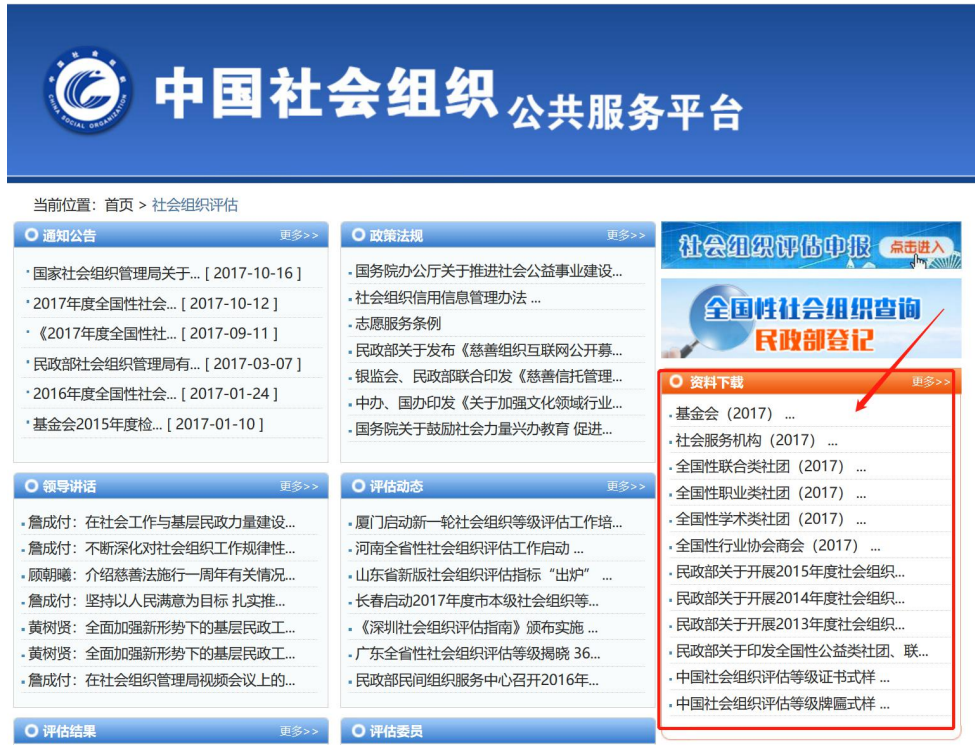 中国社会组织
CHINA SOCIAL ORGANIZATION
中国社会组织 公共服务平台
当前位置：首页 > 社会组织评估
通知公告 更多>>
国家社会组织管理局关于... [ 2017-10-16 ]
2017年度全国性社会... [ 2017-10-12 ]
《2017年度全国性社... [ 2017-09-11 ]
民政部社会组织管理局有... [ 2017-03-07 ]
2016年度全国性社会... [ 2017-01-24 ]
基金会2015年度检... [ 2017-01-10 ]
政策法规 更多>>
国务院办公厅关于推进社会公益事业建设...
社会组织信用信息管理办法 ...
志愿服务条例
民政部关于发布《慈善组织互联网公开募...
银监会、民政部联合印发《慈善信托管理...
中办、国办印发《关于加强文化领域行业...
国务院关于鼓励社会力量兴办教育 促进...
社会组织评估申报 点击进入
全国性社会组织查询
民政部登记
资料下载 更多>>
基金会（2017） ...
社会服务机构（2017） ...
全国性联合类社团（2017） ...
全国性职业类社团（2017） ...
全国性学术类社团（2017） ...
全国性行业协会商会（2017） ...
民政部关于开展2015年度社会组织...
民政部关于开展2014年度社会组织...
民政部关于开展2013年度社会组织...
民政部关于印发全国性公益类社团、联...
中国社会组织评估等级证书式样 ...
中国社会组织评估等级牌匾式样 ...
领导讲话 更多>>
詹成付：在社会工作与基层民政力量建设...
詹成付：不断深化对社会组织工作规律性...
顾朝曦：介绍慈善法施行一周年有关情况...
詹成付：坚持以人民满意为目标 扎实推...
黄树贤：全面加强新形势下的基层民政工...
黄树贤：全面加强新形势下的基层民政工...
詹成付：在社会组织管理局视频会议上的...
评估动态 更多>>
厦门启动新一轮社会组织等级评估工作培...
河南全省性社会组织评估工作启动 ...
山东省新版社会组织评估指标“出炉” ...
长春启动2017年度市本级社会组织等...
《深圳社会组织评估指南》颁布实施 ...
广东全省性社会组织评估等级揭晓 36...
民政部民间组织服务中心召开2016年...
评估结果 更多>>
评估委员